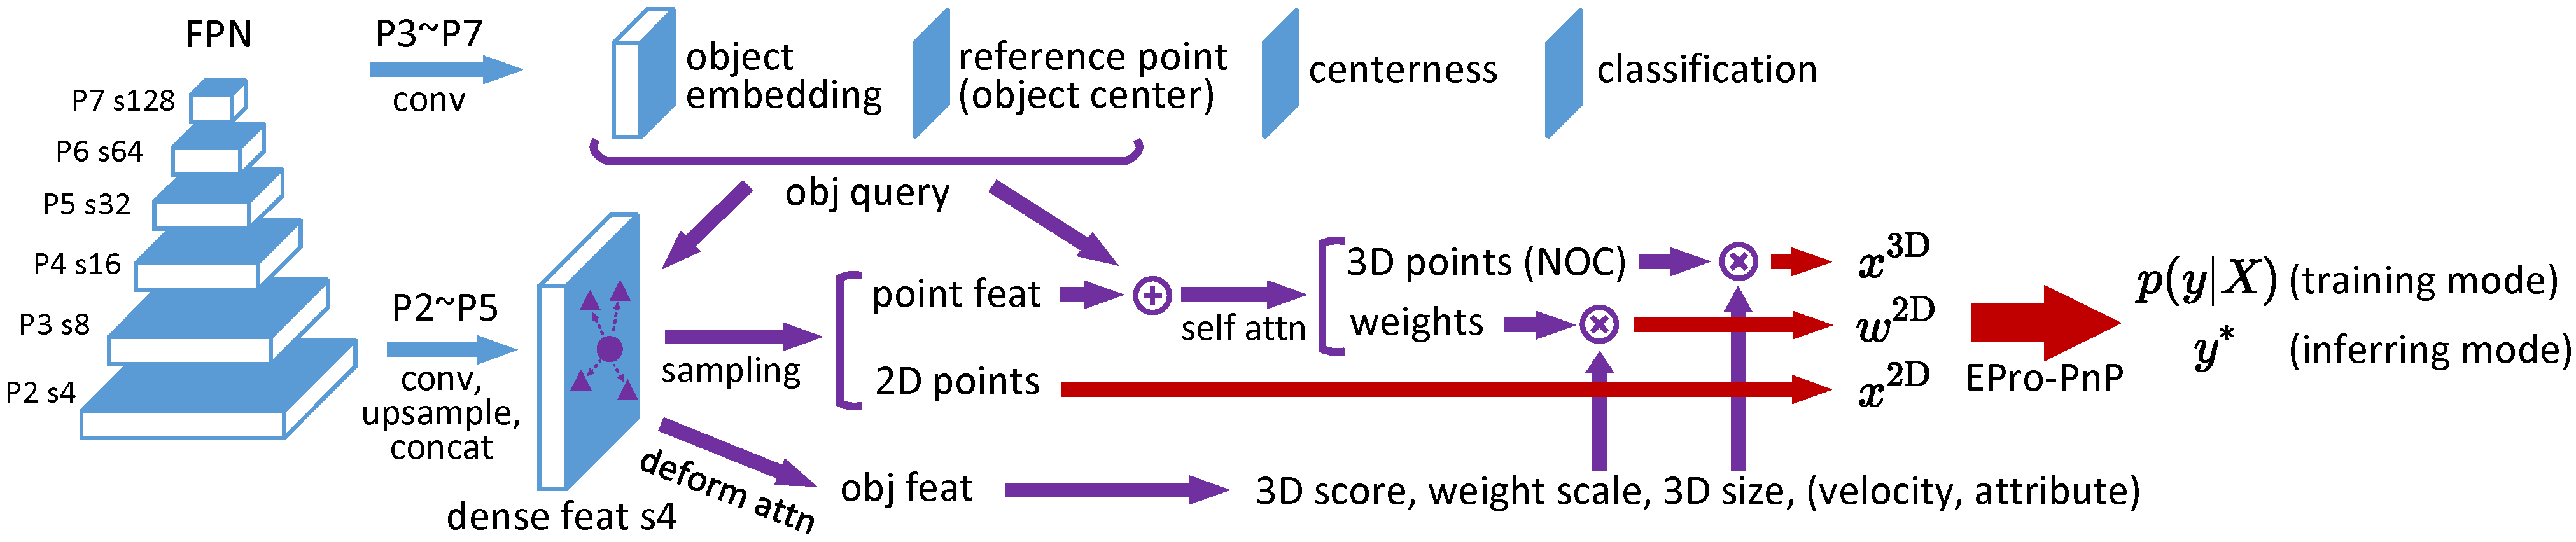 FPN
P7 s128
P6 s64
P5 s32
P4 s16
P3 s8
P2 s4
P3~P7
conv
object
embedding
reference point
(object center)
centerness
classification
obj query
P2~P5
conv,
upsample,
concat
dense feat s4
sampling
deform attn
point feat
2D points
obj feat
self attn
3D points (NOC)
weights
3D score, weight scale, 3D size, (velocity, attribute)
x^{3D}
w^{2D}
x^{2D}
EPro-PnP
p(y|X) (training mode)
y* (inferring mode)